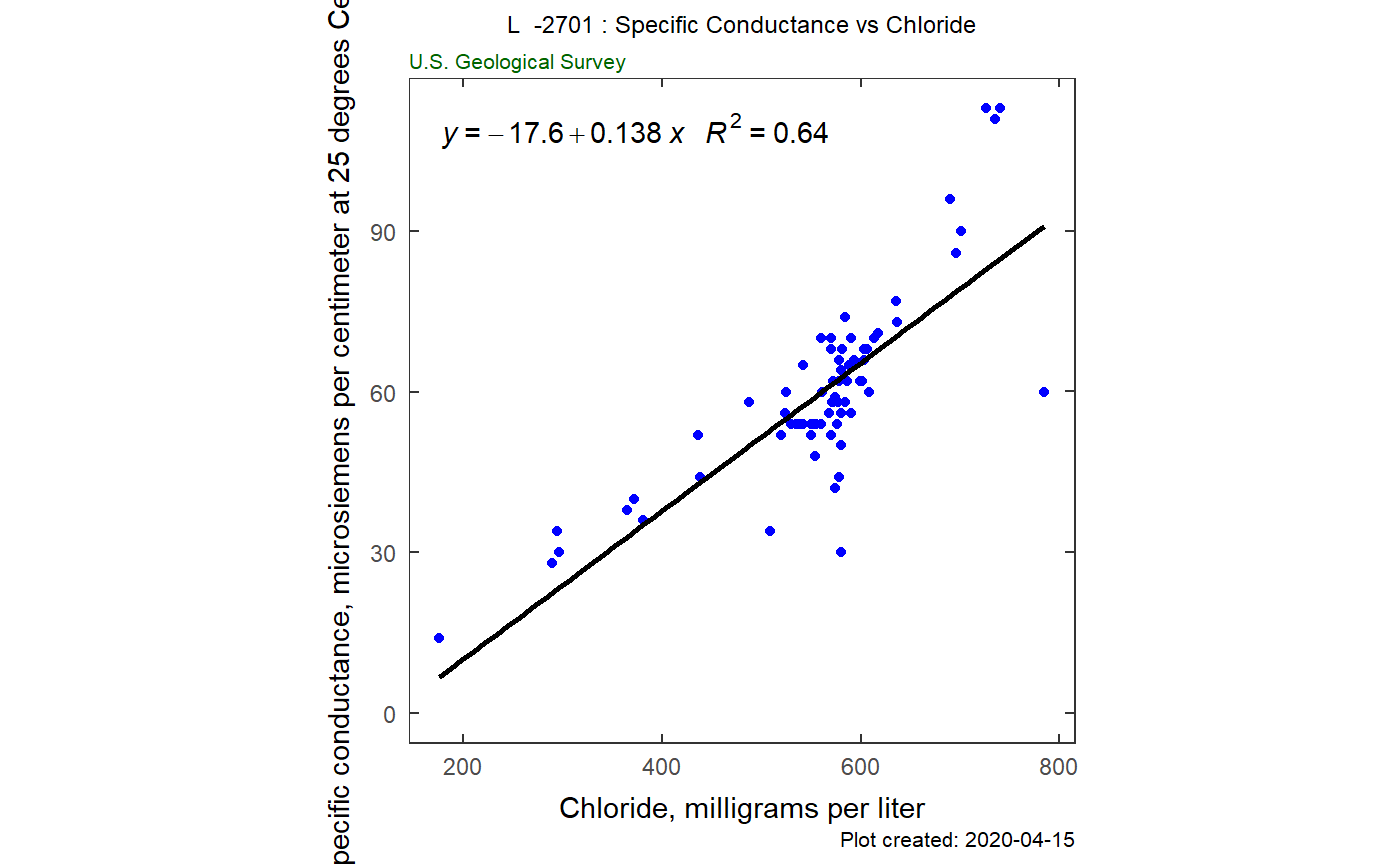 L -2701 : Specific Conductance vs Chloride
U.S. Geological Survey
y = −17.6 + 0.138 x R² = 0.64
pecific conductance, microsiemens per centimeter at 25 degrees Ce
90
60
30
0
200 400 600 800
Chloride, milligrams per liter
Plot created: 2020-04-15